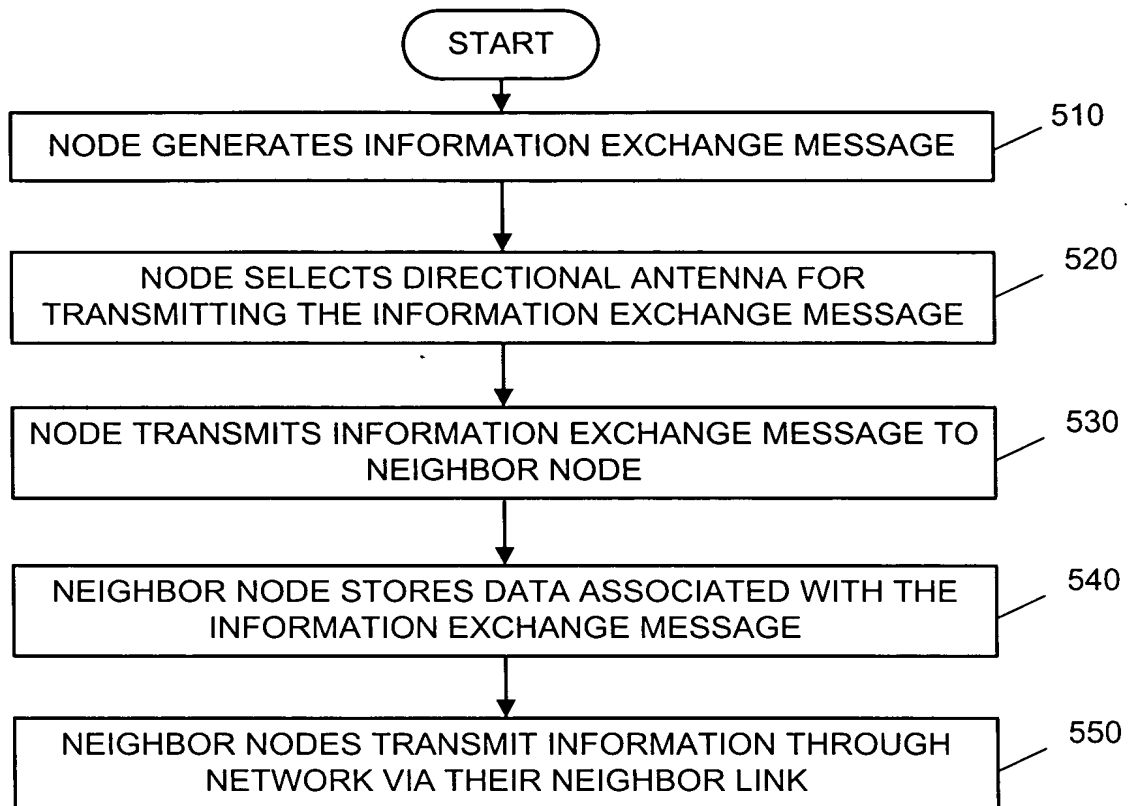 START
NODE GENERATES INFORMATION EXCHANGE MESSAGE
510
NODE SELECTS DIRECTIONAL ANTENNA FOR
TRANSMITTING THE INFORMATION EXCHANGE MESSAGE
520
NODE TRANSMITS INFORMATION EXCHANGE MESSAGE TO
NEIGHBOR NODE
530
NEIGHBOR NODE STORES DATA ASSOCIATED WITH THE
INFORMATION EXCHANGE MESSAGE
540
NEIGHBOR NODES TRANSMIT INFORMATION THROUGH
NETWORK VIA THEIR NEIGHBOR LINK
550